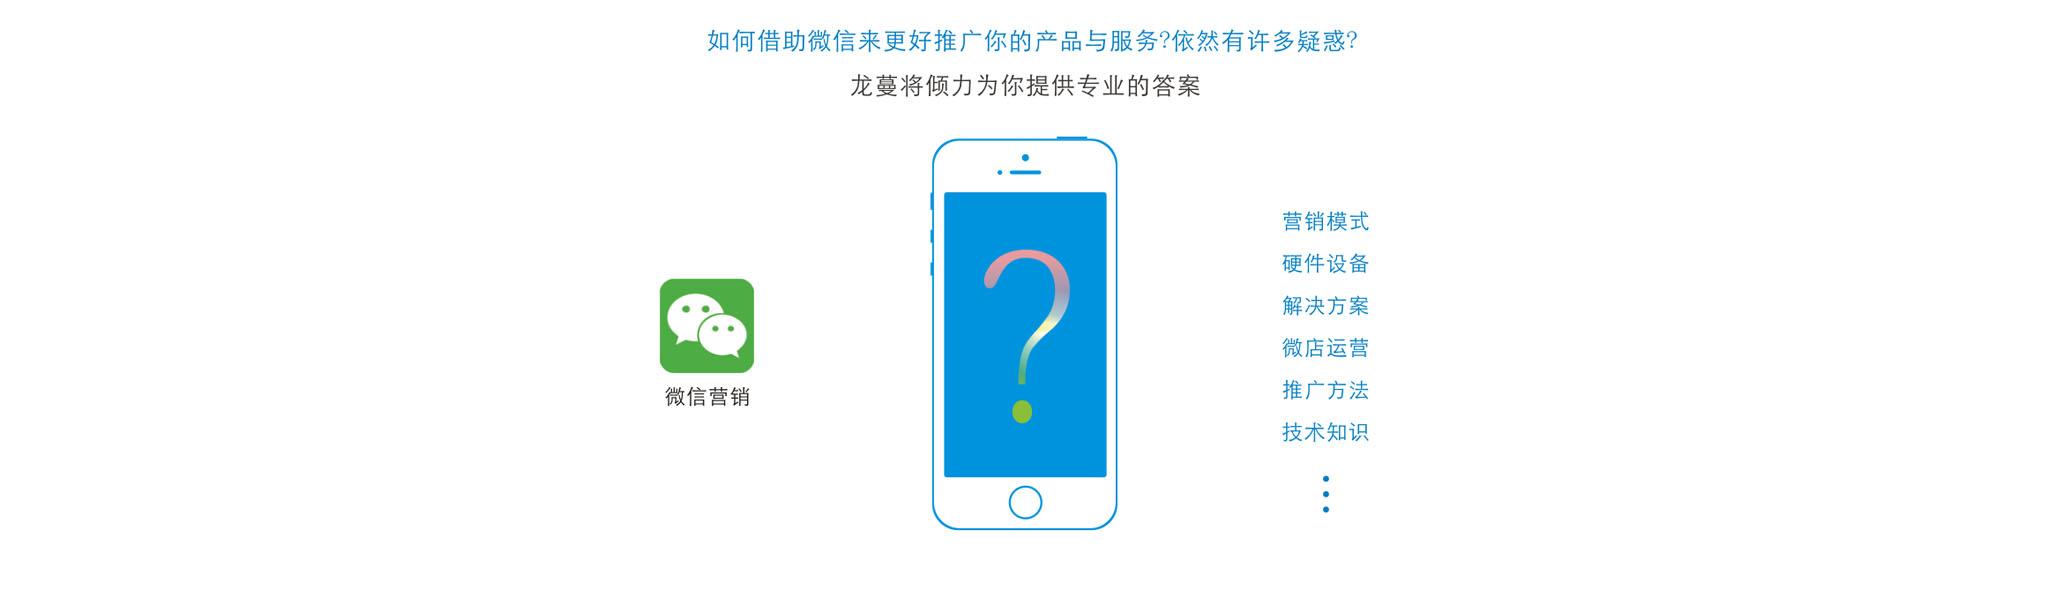 如何借助微信来更好推广你的产品与服务?依然有许多疑惑?
龙蔓将倾力为你提供专业的答案
微信营销
?
营销模式
硬件设备
解决方案
微店运营
推广方法
技术知识